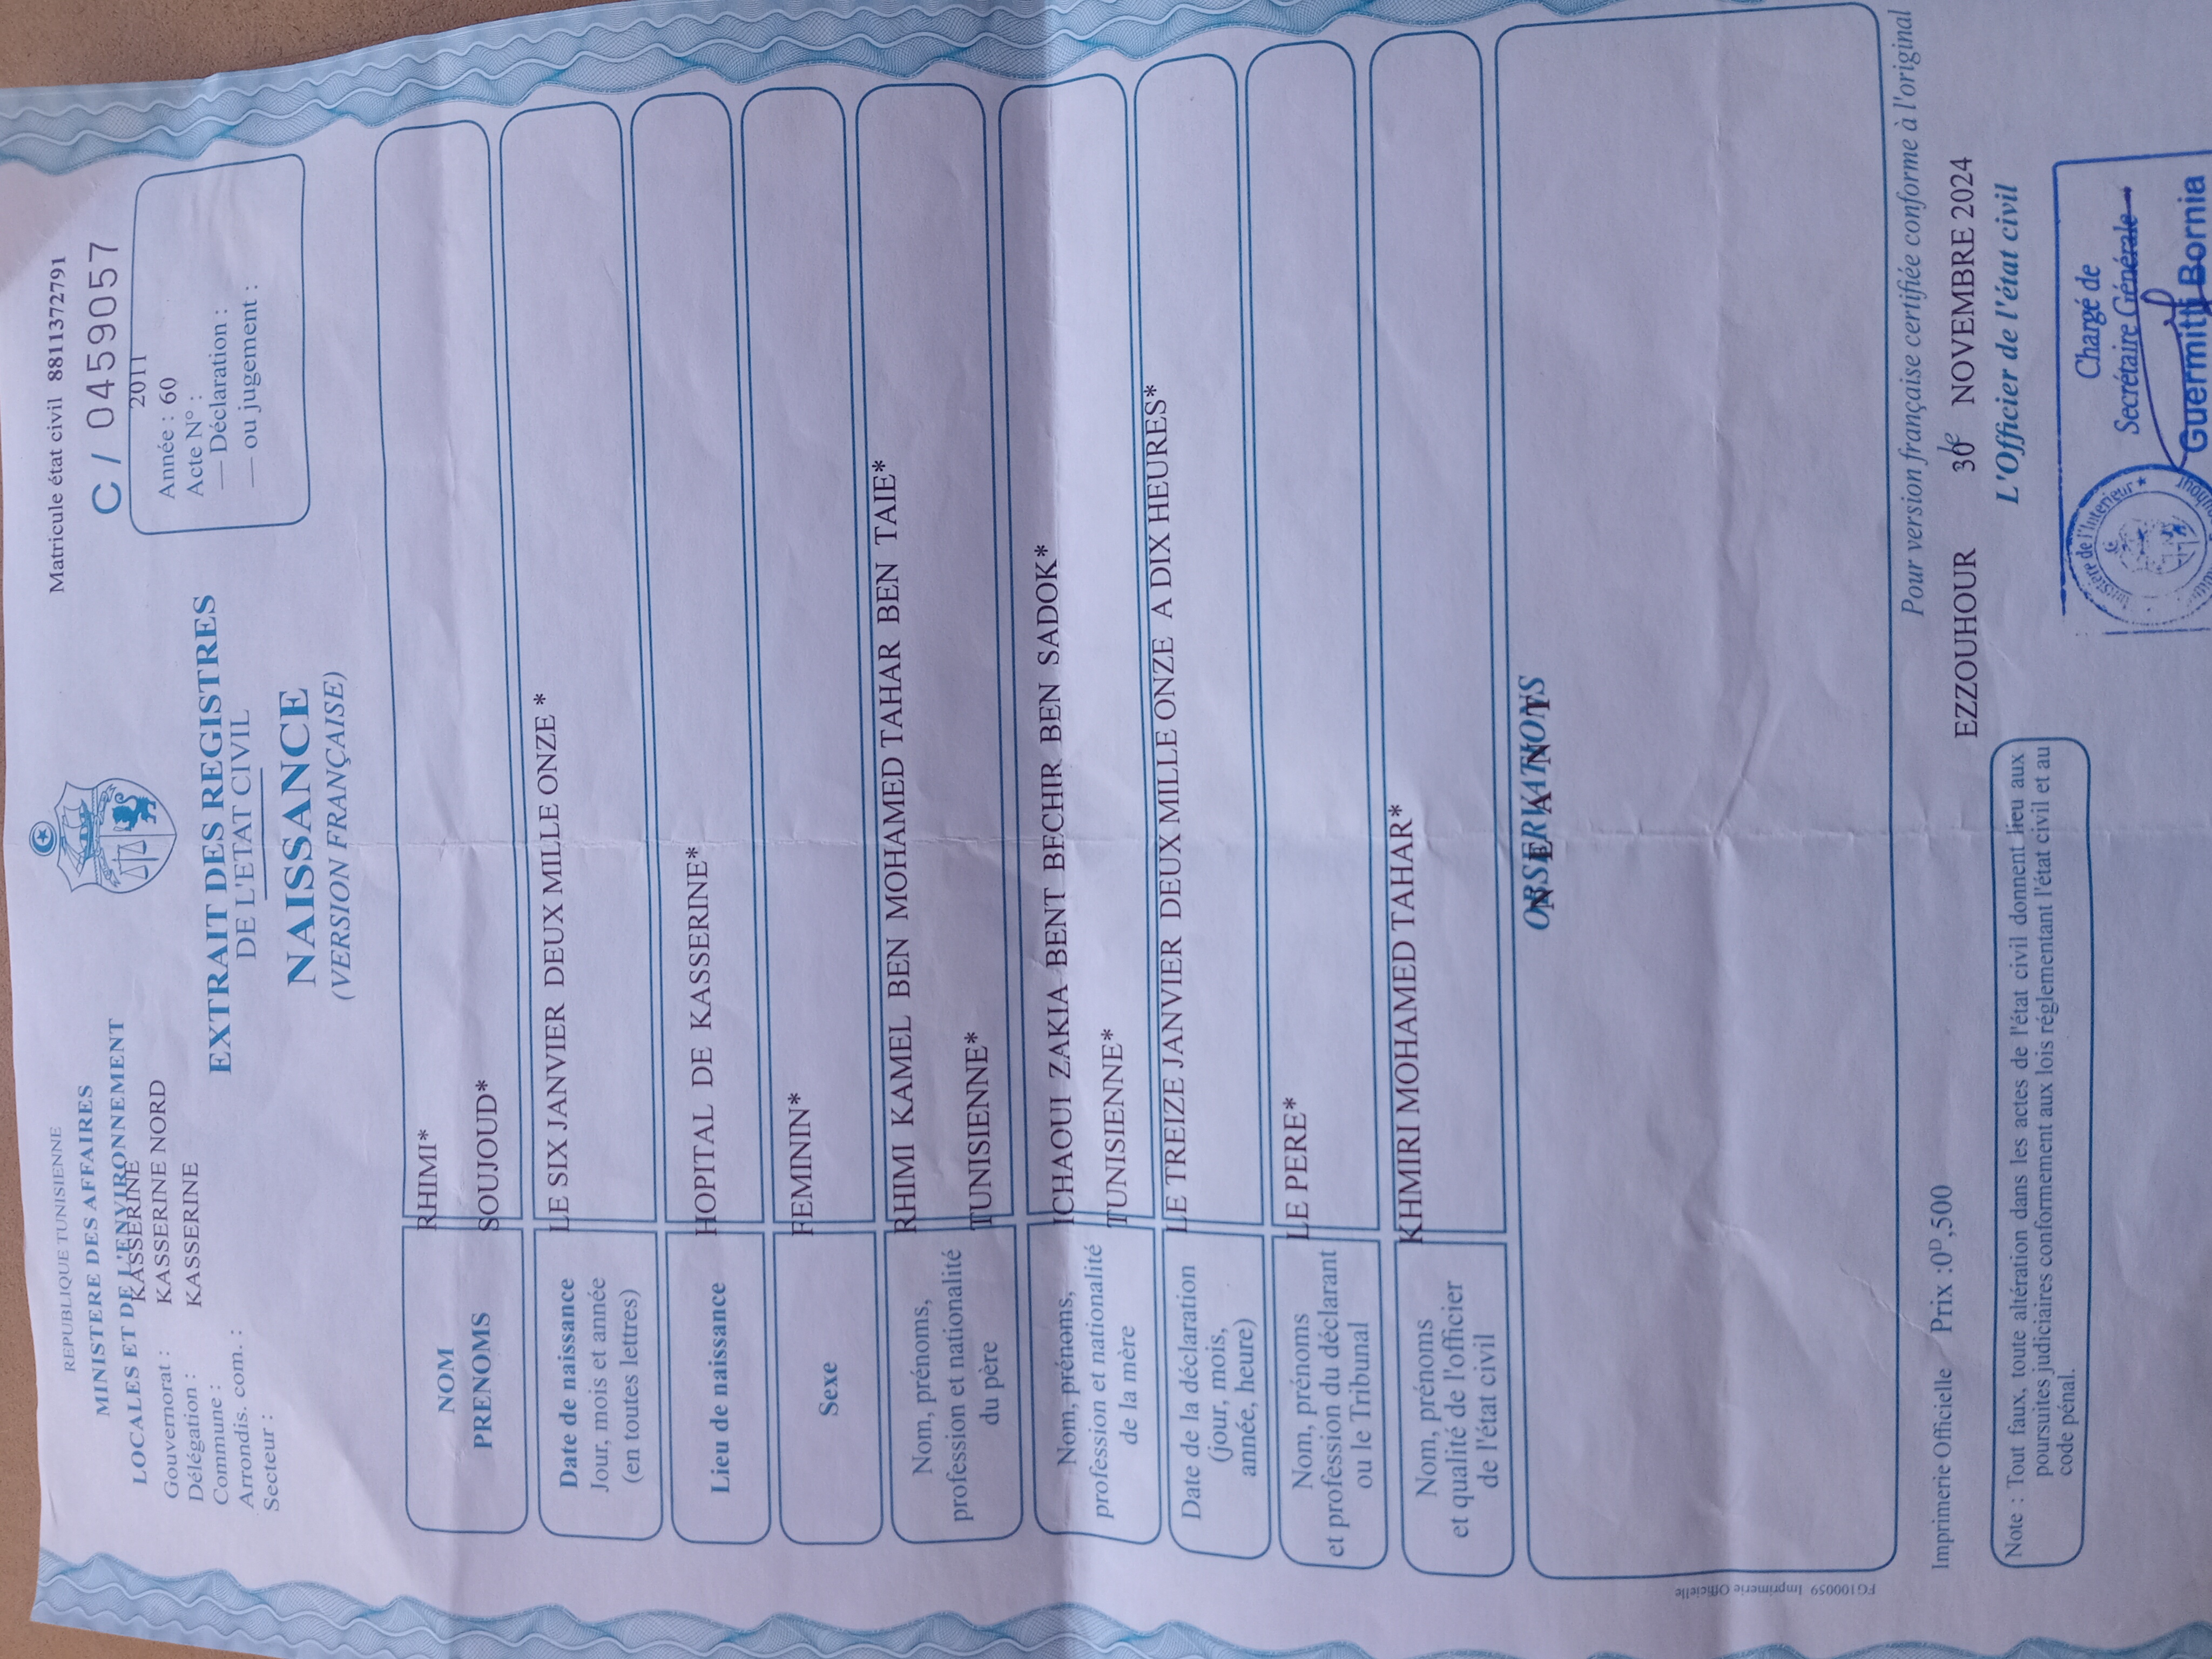 REPUBLIQUE TUNISIENNE
MINISTERE DES AFFAIRES
LOCALES ET DE L'ENVIRONNEMENT
Gouvernorat : KASSERINE
Délégation : KASSERINE NORD
Commune : KASSERINE
Arrondis. com. :
Secteur :
Matricule état civil 8811372791
C / 0459057
2011
Année : 60
Acte N° :
— Déclaration :
— ou jugement :
EXTRAIT DES REGISTRES
DE L'ETAT CIVIL
NAISSANCE
(VERSION FRANÇAISE)
NOM RHIMI*
PRENOMS SOUJOUD*
Date de naissance
Jour, mois et année
(en toutes lettres)
LE SIX JANVIER DEUX MILLE ONZE *
Lieu de naissance HOPITAL DE KASSERINE*
Sexe FEMININ*
Nom, prénoms,
profession et nationalité
du père
RHIMI KAMEL BEN MOHAMED TAHAR BEN TAIE*
TUNISIENNE*
Nom, prénoms,
profession et nationalité
de la mère
ICHAOUI ZAKIA BENT BECHIR BEN SADOK*
TUNISIENNE*
Date de la déclaration
(jour, mois,
année, heure)
LE TREIZE JANVIER DEUX MILLE ONZE A DIX HEURES*
Nom, prénoms
et profession du déclarant
ou le Tribunal
LE PERE*
Nom, prénoms
et qualité de l'officier
de l'état civil
KHMIRI MOHAMED TAHAR*
OBSERVATIONS
N E A N T
FG100059 Imprimerie Officielle
Pour version française certifiée conforme à l'original
Imprimerie Officielle Prix :0D,500
EZZOUHOUR 30 NOVEMBRE 2024
L'Officier de l'état civil
Note : Tout faux, toute altération dans les actes de l'état civil donnent lieu aux
poursuites judiciaires conformement aux lois réglementant l'état civil et au
code pénal.
Chargé de
Secrétaire Générale
Guermitti Bornia
Ministère de l'Interieur